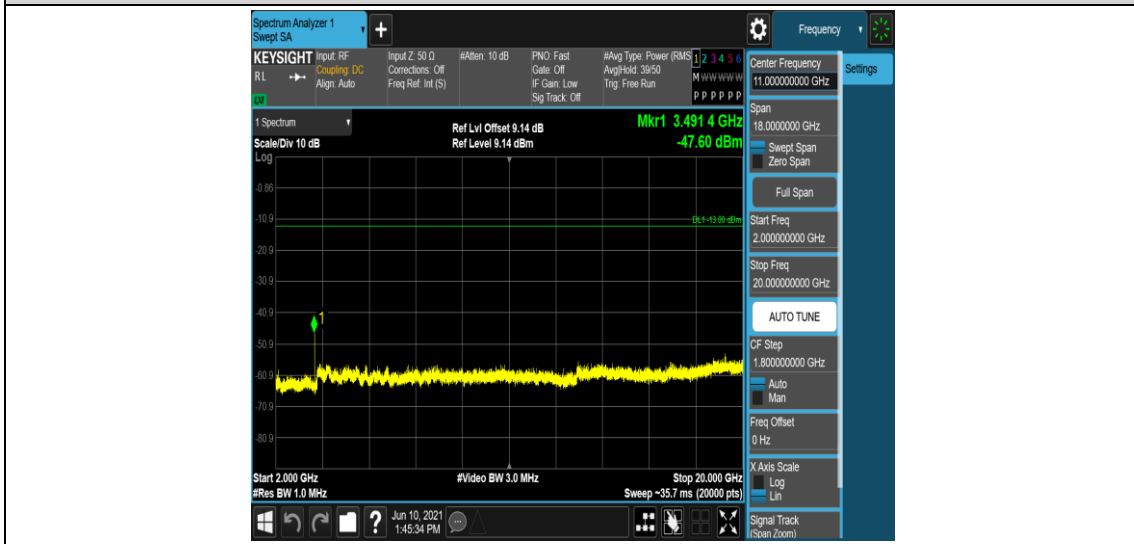 Spectrum Analyzer 1
Swept SA
+
Frequency
KEYSIGHT
RL
LXI
Input: RF
Coupling: DC
Align: Auto
Input Z: 50 Ω
Corrections: Off
Freq Ref: Int (S)
#Atten: 10 dB
PNO: Fast
Gate: Off
IF Gain: Low
Sig Track: Off
#Avg Type: Power (RMS
Avg|Hold: 39/50
Trig: Free Run
1 2 3 4 5 6
M W W W W W
P P P P P P
1 Spectrum
Scale/Div 10 dB
Log
Ref Lvl Offset 9.14 dB
Ref Level 9.14 dBm
Mkr1 3.491 4 GHz
-47.60 dBm
-0.86
-10.9
DL1 -13.00 dBm
-20.9
-30.9
-40.9
1
-50.9
-60.9
-70.9
-80.9
Start 2.000 GHz
#Res BW 1.0 MHz
#Video BW 3.0 MHz
Stop 20.000 GHz
Sweep ~35.7 ms (20000 pts)
?
Jun 10, 2021
1:45:34 PM
Center Frequency
11.000000000 GHz
Settings
Span
18.0000000 GHz
Swept Span
Zero Span
Full Span
Start Freq
2.000000000 GHz
Stop Freq
20.000000000 GHz
AUTO TUNE
CF Step
1.800000000 GHz
Auto
Man
Freq Offset
0 Hz
X Axis Scale
Log
Lin
Signal Track
(Span Zoom)